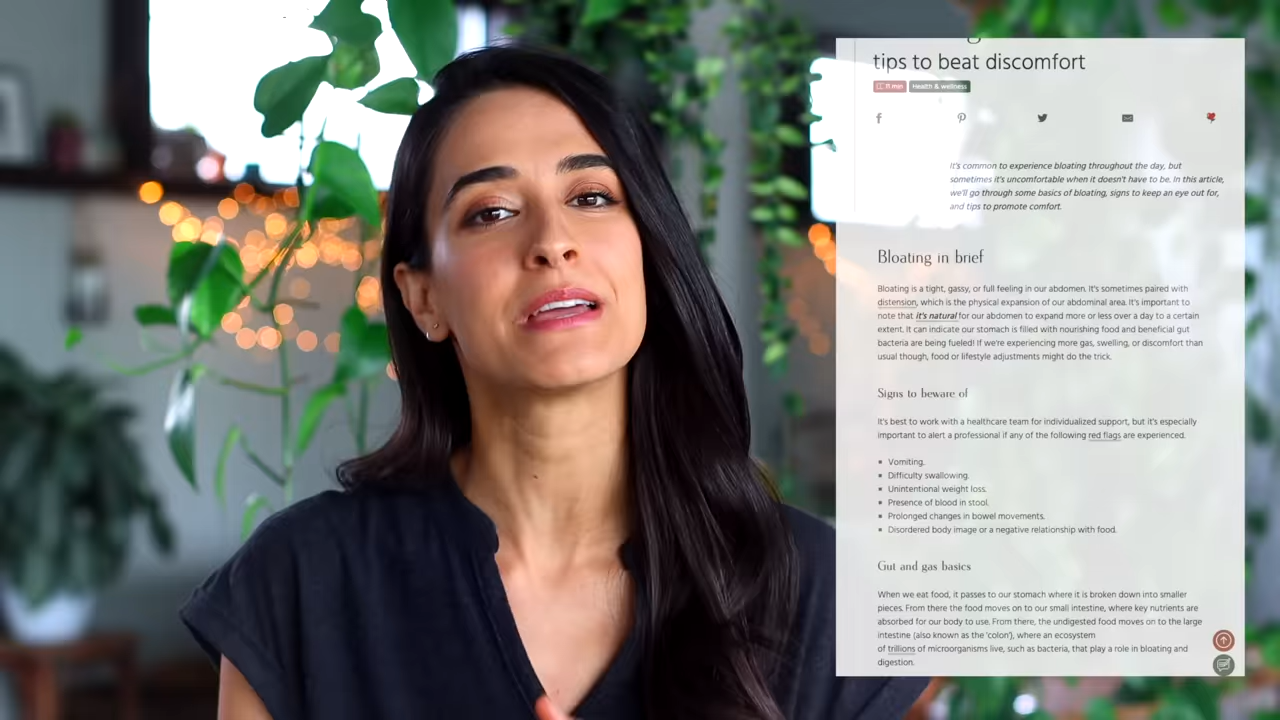 tips to beat discomfort
11 min Health & wellness
It's common to experience bloating throughout the day, but
sometimes it's uncomfortable when it doesn't have to be. In this article,
we'll go through some basics of bloating, signs to keep an eye out for,
and tips to promote comfort.
Bloating in brief
Bloating is a tight, gassy, or full feeling in our abdomen. It's sometimes paired with
distension, which is the physical expansion of our abdominal area. It's important to
note that it's natural for our abdomen to expand more or less over a day to a certain
extent. It can indicate our stomach is filled with nourishing food and beneficial gut
bacteria are being fueled! If we're experiencing more gas, swelling, or discomfort than
usual though, food or lifestyle adjustments might do the trick.
Signs to beware of
It's best to work with a healthcare team for individualized support, but it's especially
important to alert a professional if any of the following red flags are experienced.
Vomiting.
Difficulty swallowing.
Unintentional weight loss.
Presence of blood in stool.
Prolonged changes in bowel movements.
Disordered body image or a negative relationship with food.
Gut and gas basics
When we eat food, it passes to our stomach where it is broken down into smaller
pieces. From there the food moves on to our small intestine, where key nutrients are
absorbed for our body to use. From there, the undigested food moves on to the large
intestine (also known as the 'colon'), where an ecosystem
of trillions of microorganisms live, such as bacteria, that play a role in bloating and
digestion.